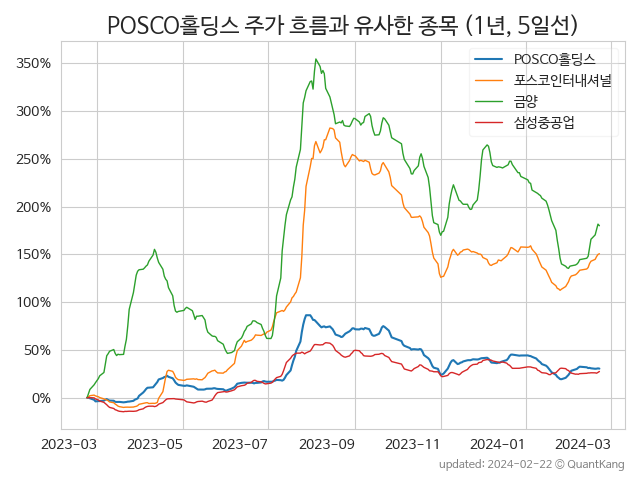 POSCO홀딩스 주가 흐름과 유사한 종목 (1년, 5일선)
POSCO홀딩스
포스코인터내셔널
금양
삼성중공업
350%
300%
250%
200%
150%
100%
50%
0%
2023-03 2023-05 2023-07 2023-09 2023-11 2024-01 2024-03
updated: 2024-02-22 © QuantKang